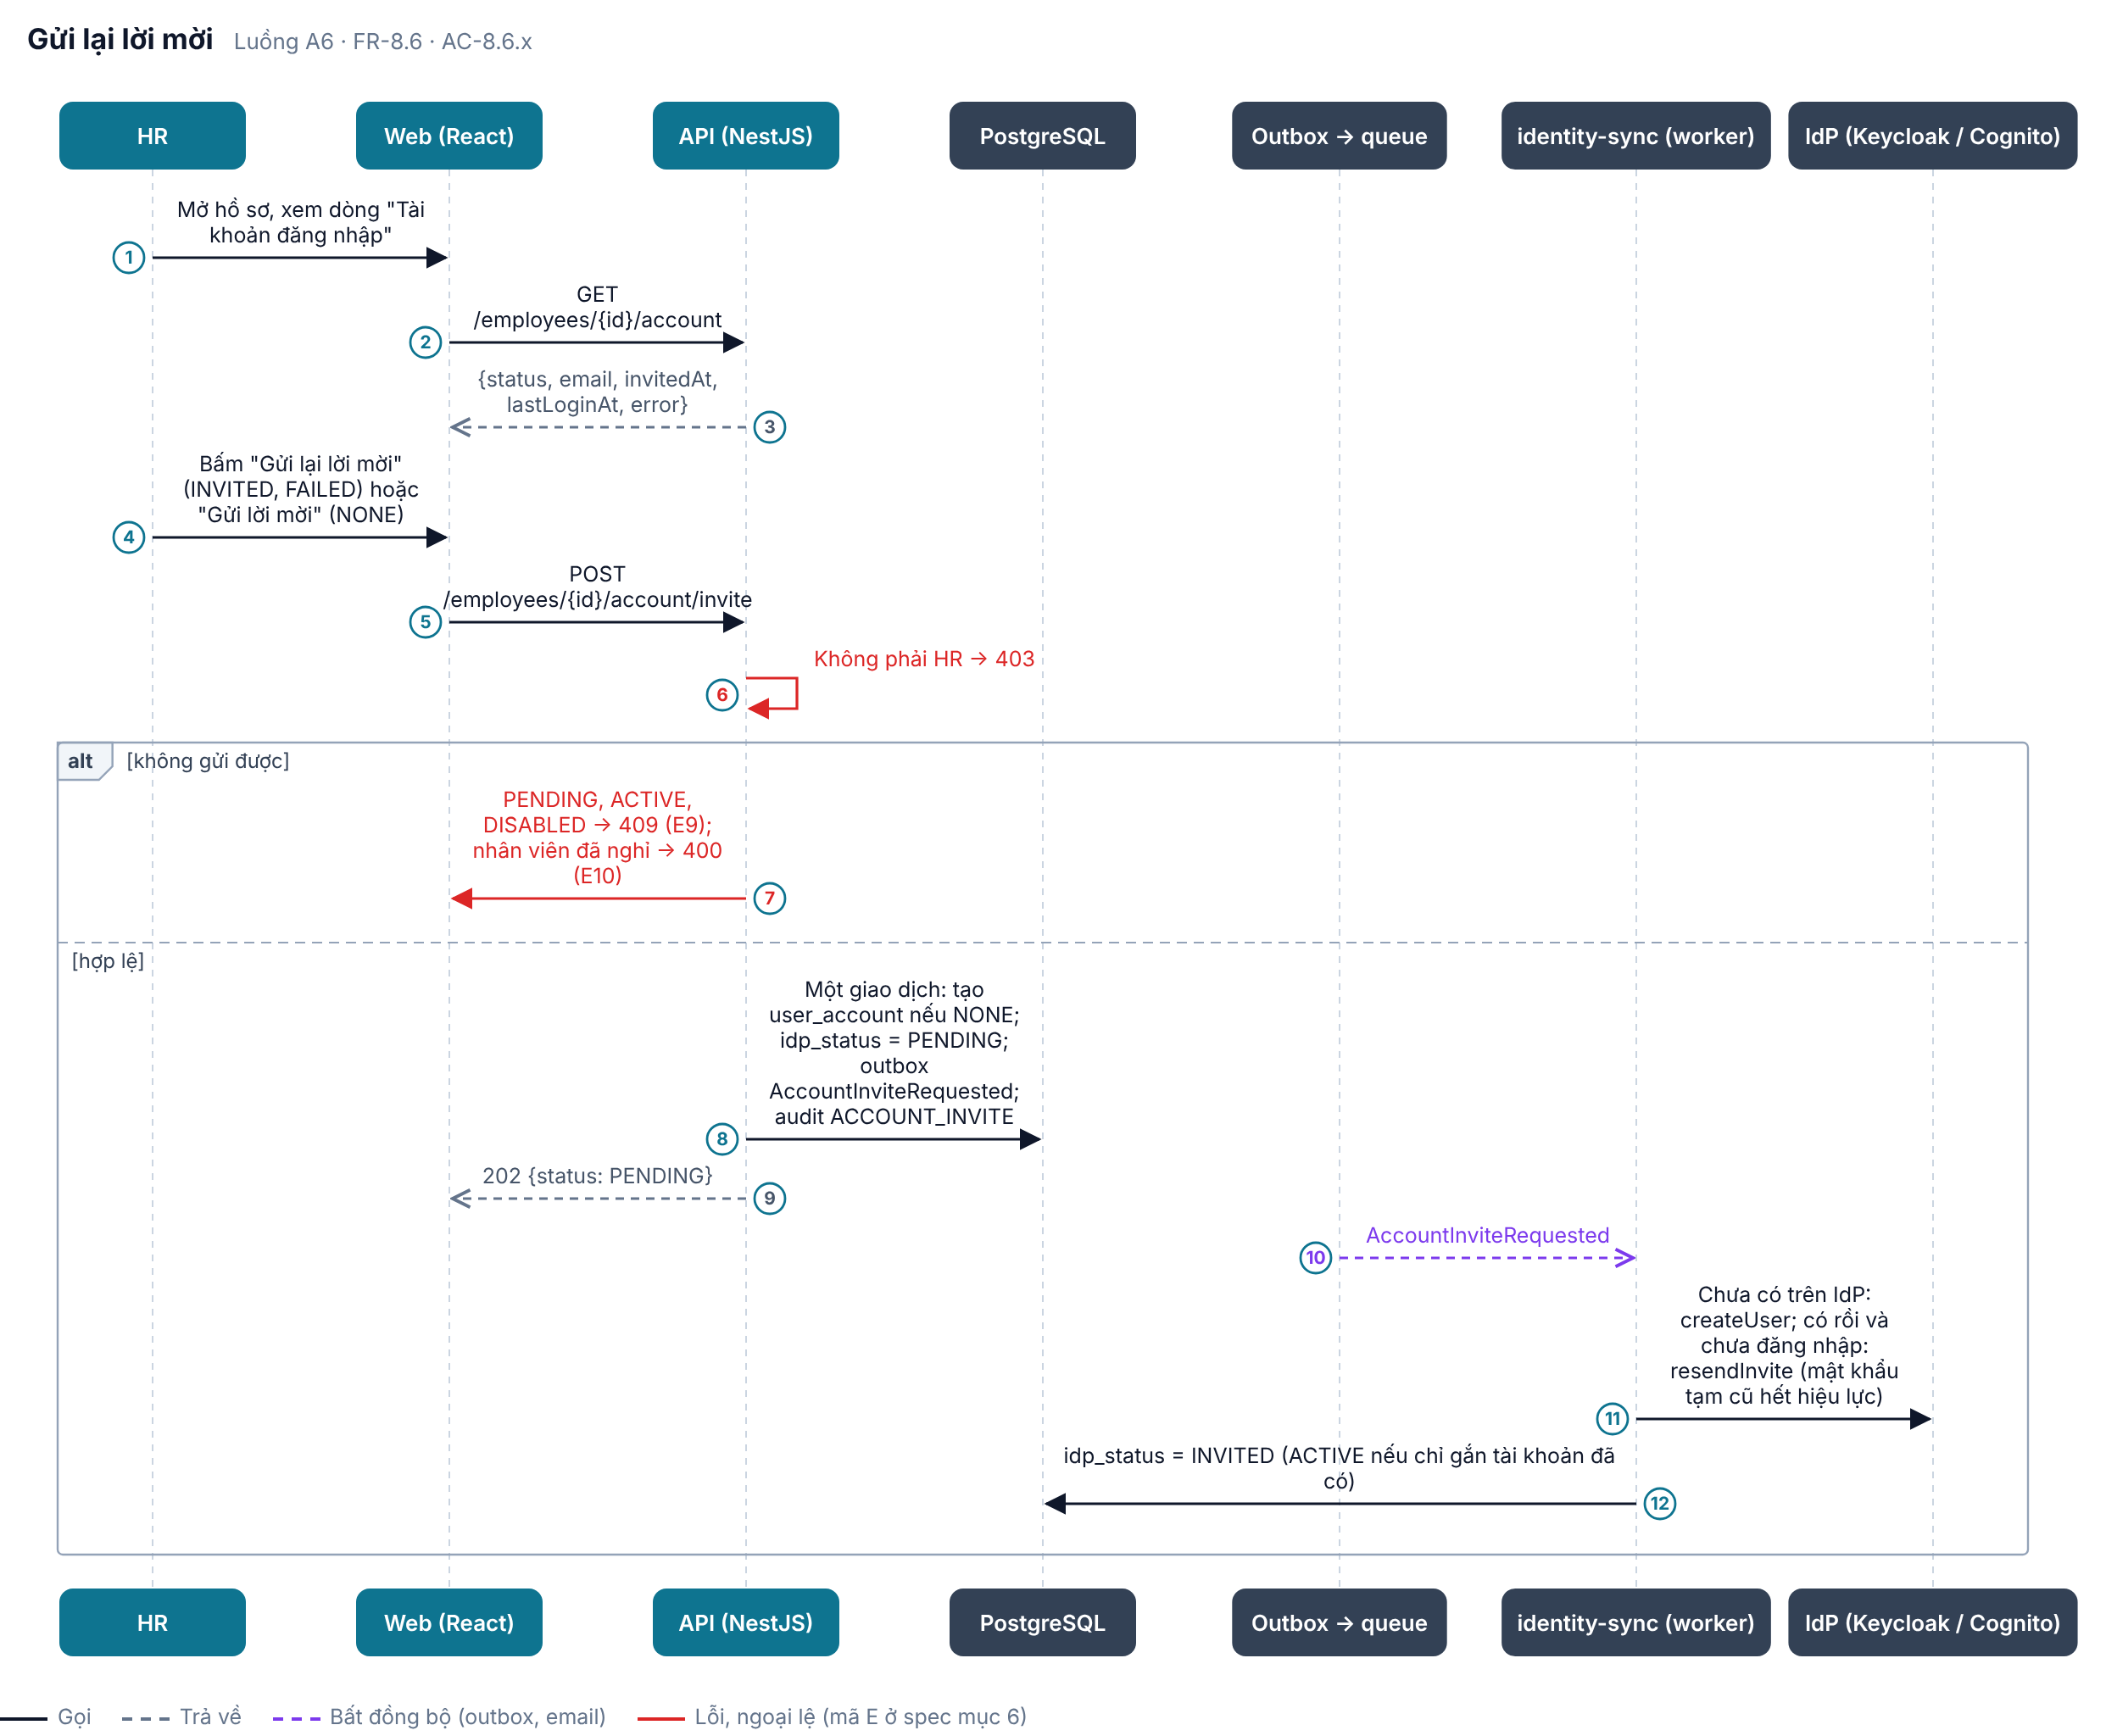 Gửi lại lời mời Luồng A6 · FR-8.6 · AC-8.6.x
HR
Web (React)
API (NestJS)
PostgreSQL
Outbox → queue
identity-sync (worker)
IdP (Keycloak / Cognito)
Mở hồ sơ, xem dòng "Tài
khoản đăng nhập"
1
GET
/employees/{id}/account
2
{status, email, invitedAt,
lastLoginAt, error}
3
Bấm "Gửi lại lời mời"
(INVITED, FAILED) hoặc
"Gửi lời mời" (NONE)
4
POST
/employees/{id}/account/invite
5
Không phải HR → 403
6
alt [không gửi được]
PENDING, ACTIVE,
DISABLED → 409 (E9);
nhân viên đã nghỉ → 400
(E10)
7
[hợp lệ]
Một giao dịch: tạo
user_account nếu NONE;
idp_status = PENDING;
outbox
AccountInviteRequested;
audit ACCOUNT_INVITE
8
202 {status: PENDING}
9
AccountInviteRequested
10
Chưa có trên IdP:
createUser; có rồi và
chưa đăng nhập:
resendInvite (mật khẩu
tạm cũ hết hiệu lực)
11
idp_status = INVITED (ACTIVE nếu chỉ gắn tài khoản đã
có)
12
HR
Web (React)
API (NestJS)
PostgreSQL
Outbox → queue
identity-sync (worker)
IdP (Keycloak / Cognito)
Gọi
Trả về
Bất đồng bộ (outbox, email)
Lỗi, ngoại lệ (mã E ở spec mục 6)